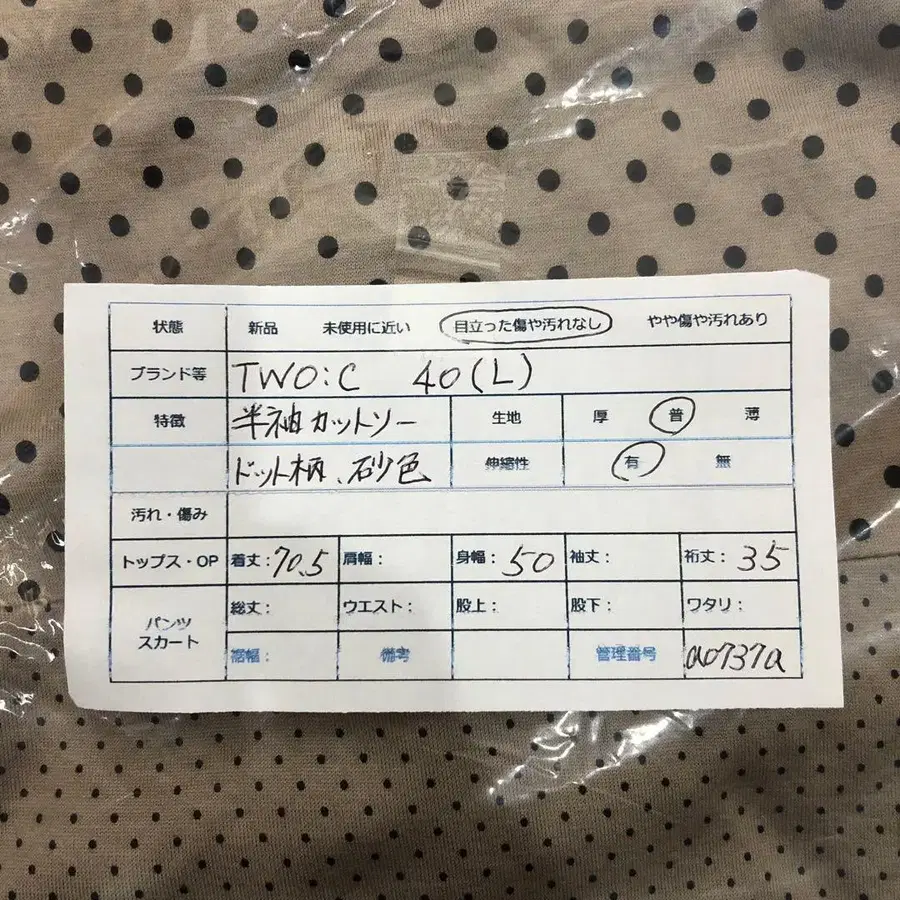 状態 新品 未使用に近い 目立った傷や汚れなし やや傷や汚れあり
ブランド等 TWO:C 40(L)
特徴 半袖カットソー 生地 厚 普 薄
ドット柄、砂色 伸縮性 有 無
汚れ・傷み
トップス・OP 着丈:70.5 肩幅: 身幅:50 袖丈: 裄丈:35
パンツ スカート 総丈: ウエスト: 股上: 股下: ワタリ:
裾幅: 備考 管理番号 a0737a